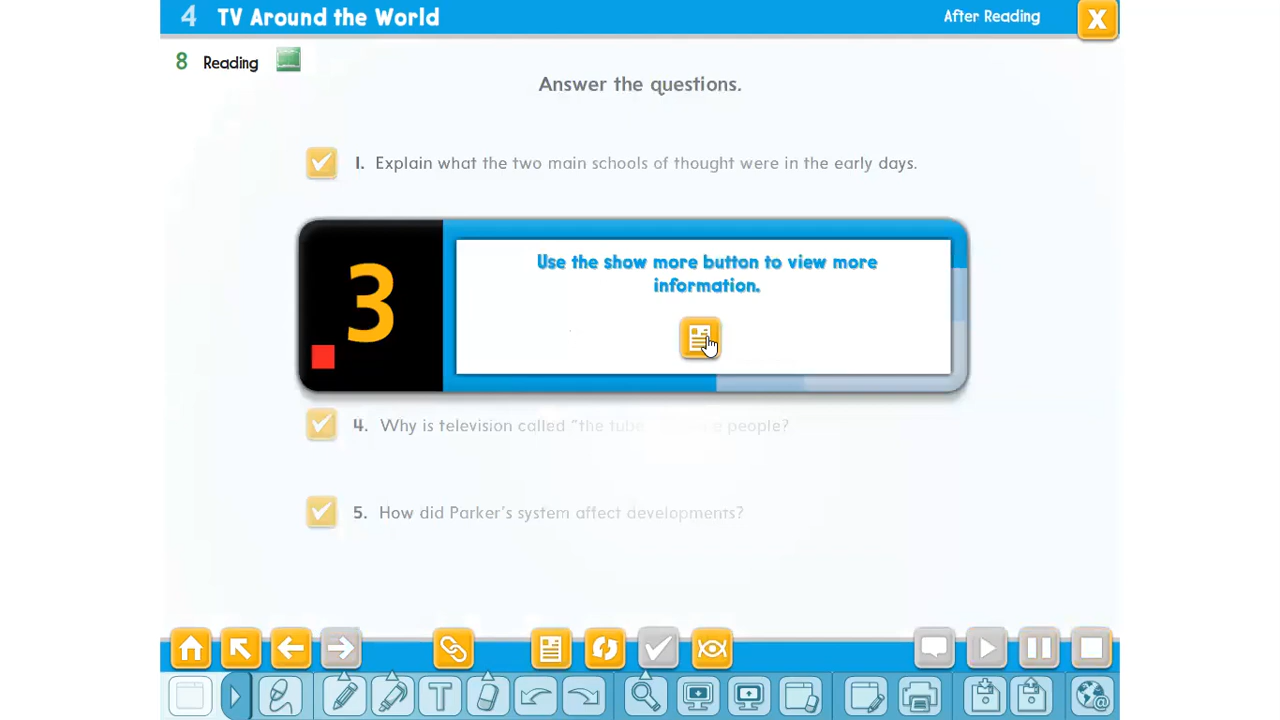 4 TV Around the World
After Reading
X
8 Reading
Answer the questions.
1. Explain what the two main schools of thought were in the early days.
3
Use the show more button to view more
information.
4. Why is television called "the tube people?
5. How did Parker's system affect developments?
T
@